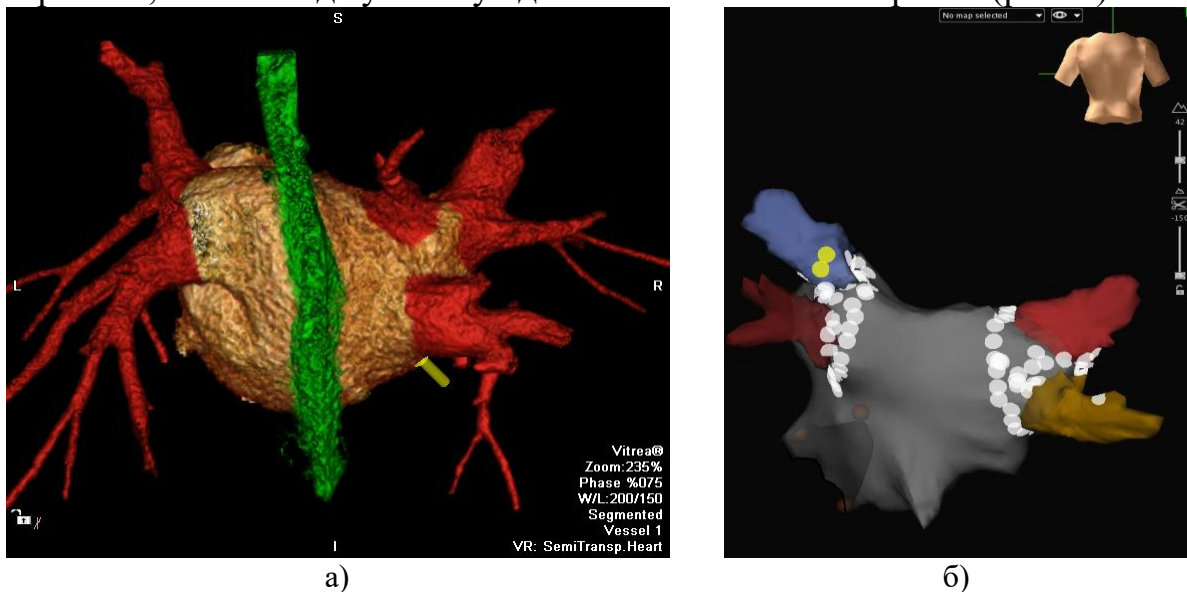 S
L
R
I
Vitrea®
Zoom:235%
Phase %075
W/L:200/150
Segmented
Vessel 1
VR: SemiTransp.Heart
No map selected
42
-150
а)
б)